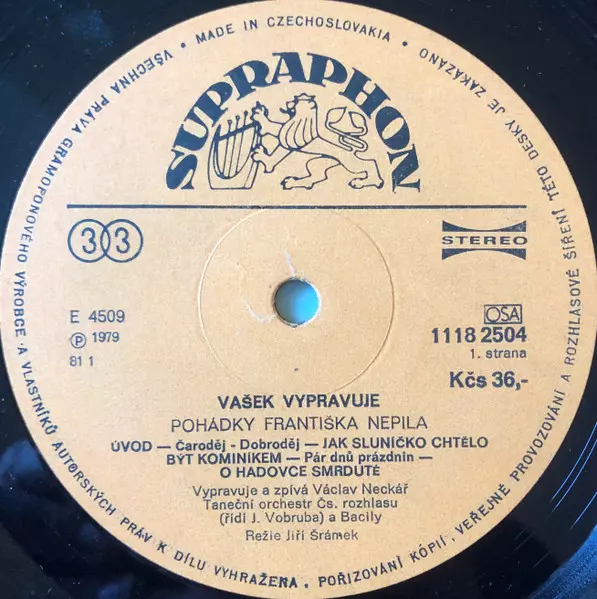 VŠECHNA PRÁVA GRAMOFONOVÉHO VÝROBCE · A VLASTNÍKŮ AUTORSKÝCH PRÁV K DÍLU VYHRAŽENA. POŘIZOVÁNÍ KÓPIÍ, VEŘEJNÉ PROVOZOVÁNÍ A ROZHLASOVÉ ŠÍŘENÍ TÉTO DESKY JE ZAKÁZÁNO • MADE IN CZECHOSLOVAKIA •
SUPRAPHON
33
STEREO
E 4509
Ⓟ 1979
81 1
OSA
1118 2504
1. strana
Kčs 36,-
VAŠEK VYPRAVUJE
POHÁDKY FRANTIŠKA NEPILA
ÚVOD — Čaroděj - Dobroděj — JAK SLUNÍČKO CHTĚLO
BÝT KOMINÍKEM — Pár dnů prázdnin —
O HADOVCE SMRDUTÉ
Vypravuje a zpívá Václav Neckář
Taneční orchestr Čs. rozhlasu
(řídí J. Vobruba) a Bacily
Režie Jiří Šrámek